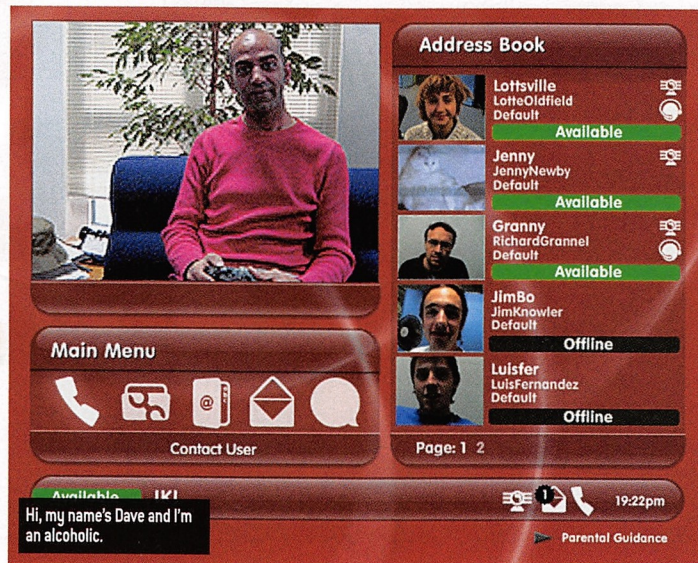 Address Book
Lottsville
LotteOldfield
Default
Available
Jenny
JennyNewby
Default
Available
Granny
RichardGrannel
Default
Available
JimBo
JimKnowler
Default
Offline
Luisfer
LuisFernandez
Default
Offline
Page: 1 2
Main Menu
@
Contact User
Available
1
19:22pm
Hi, my name's Dave and I'm
an alcoholic.
Parental Guidance